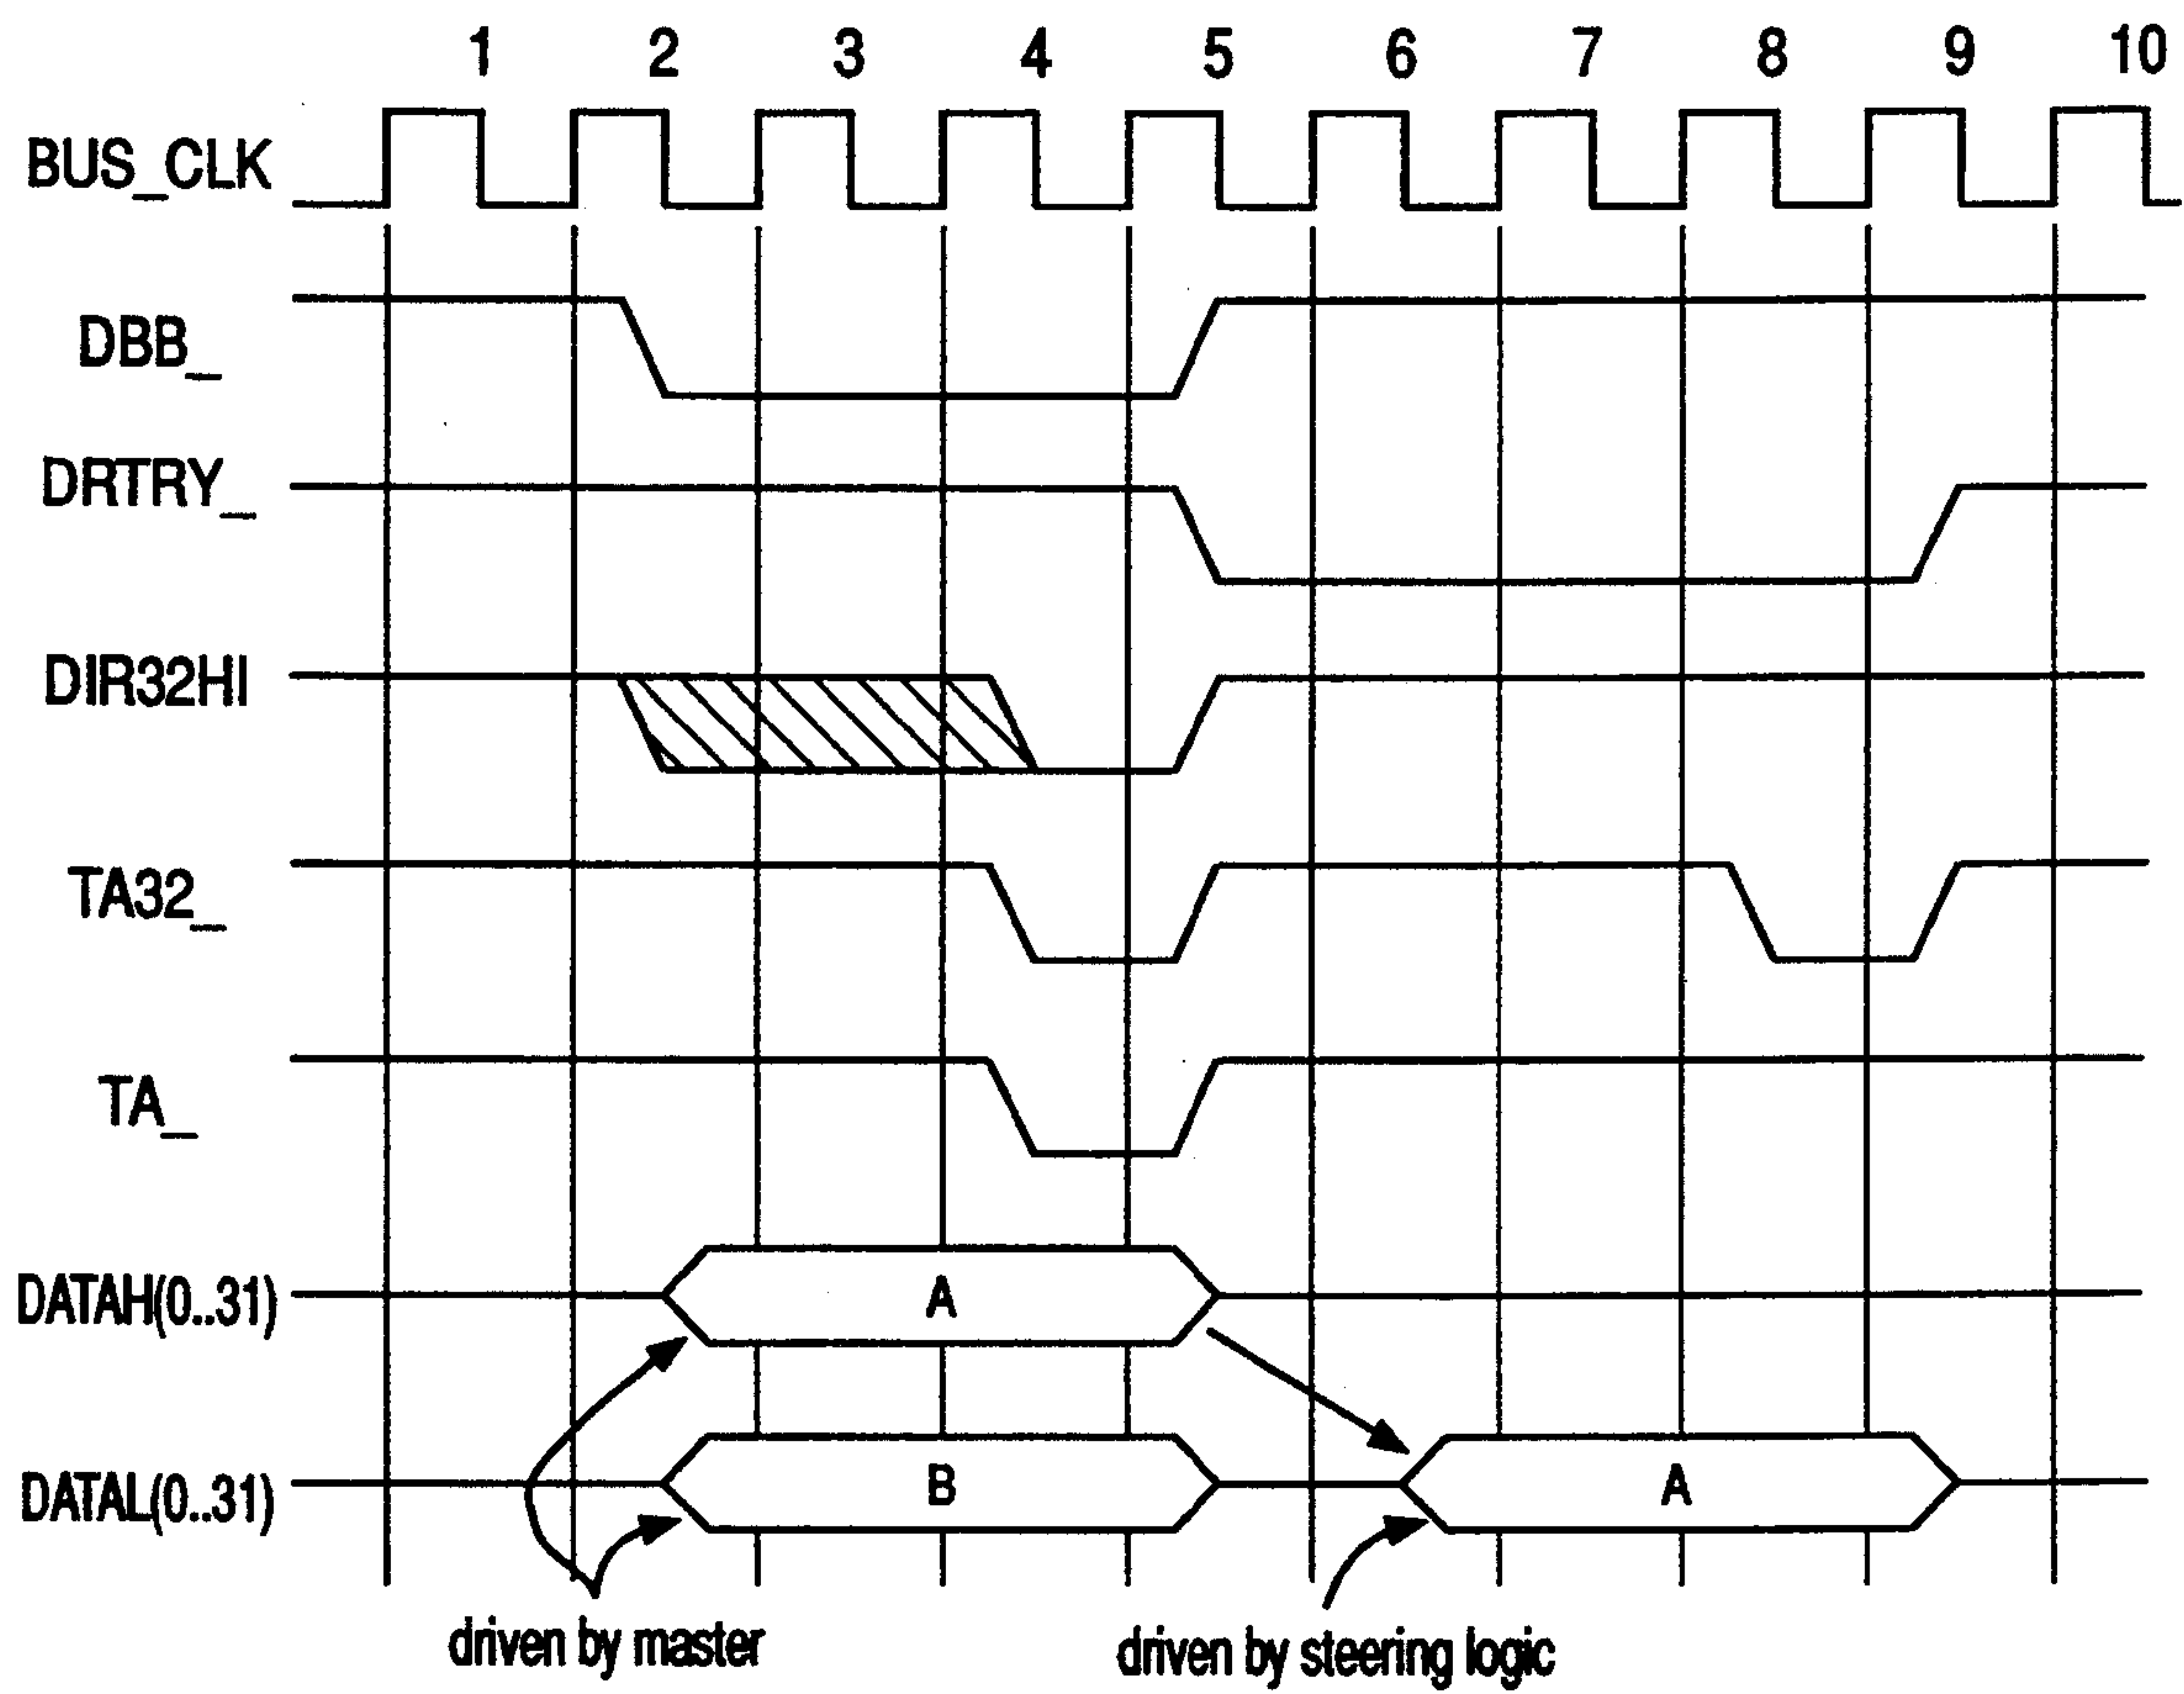 1 2 3 4 5 6 7 8 9 10
BUS_CLK
DBB_
DRTRY_
DIR32HI
TA32_
TA_
DATAH(0..31) A
DATAL(0..31) B A
driven by master driven by steering logic